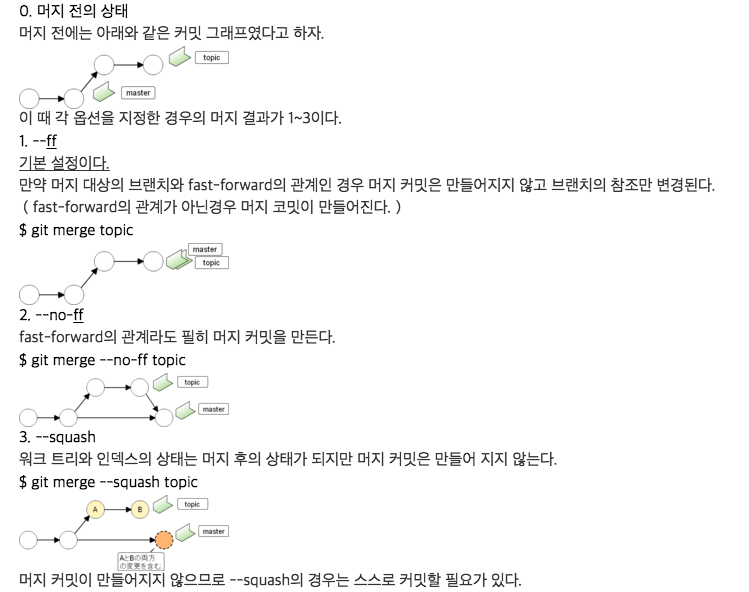 0. 머지 전의 상태
머지 전에는 아래와 같은 커밋 그래프였다고 하자.
topic
master
이 때 각 옵션을 지정한 경우의 머지 결과가 1~3이다.
1. --ff
기본 설정이다.
만약 머지 대상의 브랜치와 fast-forward의 관계인 경우 머지 커밋은 만들어지지 않고 브랜치의 참조만 변경된다.
( fast-forward의 관계가 아닌경우 머지 코밋이 만들어진다. )
$ git merge topic
master
topic
2. --no-ff
fast-forward의 관계라도 필히 머지 커밋을 만든다.
$ git merge --no-ff topic
topic
master
3. --squash
워크 트리와 인덱스의 상태는 머지 후의 상태가 되지만 머지 커밋은 만들어 지지 않는다.
$ git merge --squash topic
A
B
topic
master
AとBの両方
の変更を含む
머지 커밋이 만들어지지 않으므로 --squash의 경우는 스스로 커밋할 필요가 있다.